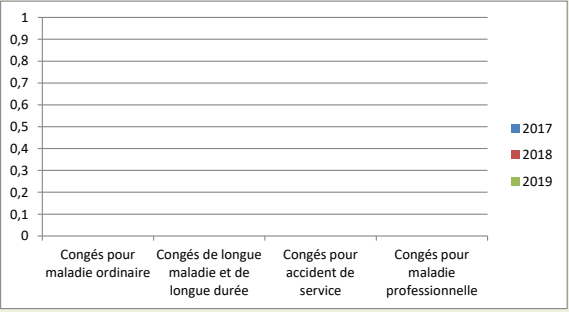 1
0,9
0,8
0,7
0,6
0,5
0,4
0,3
0,2
0,1
0
2017
2018
2019
Congés pour
maladie ordinaire
Congés de longue
maladie et de
longue durée
Congés pour
accident de
service
Congés pour
maladie
professionnelle